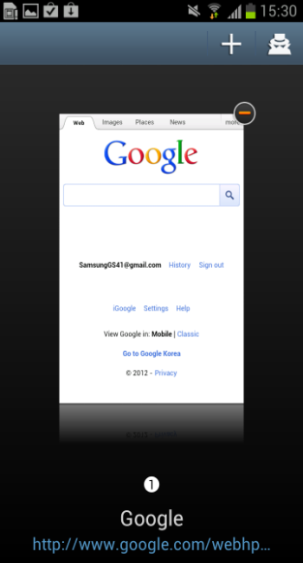 15:30
Web Images Places News more
Google
SamsungGS41@gmail.com History Sign out
iGoogle Settings Help
View Google in: Mobile | Classic
Go to Google Korea
© 2012 - Privacy
1
Google
http://www.google.com/webhp...